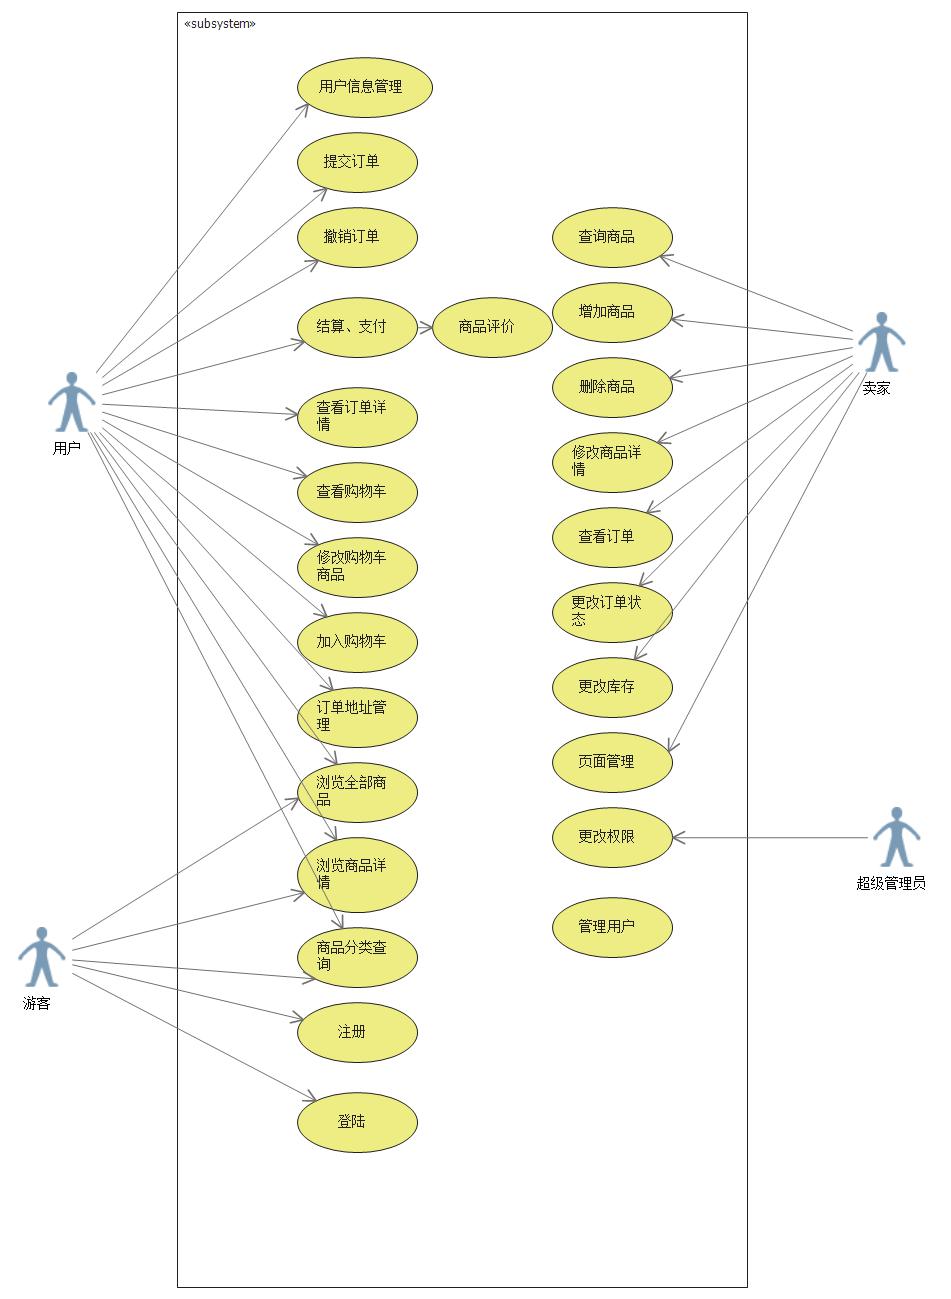 «subsystem»
用户信息管理
提交订单
撤销订单
查询商品
结算、支付
商品评价
增加商品
删除商品
卖家
查看订单详
情
用户
修改商品详
情
查看购物车
查看订单
修改购物车
商品
更改订单状
态
加入购物车
更改库存
订单地址管
理
页面管理
浏览全部商
品
更改权限
浏览商品详
情
超级管理员
管理用户
商品分类查
询
游客
注册
登陆